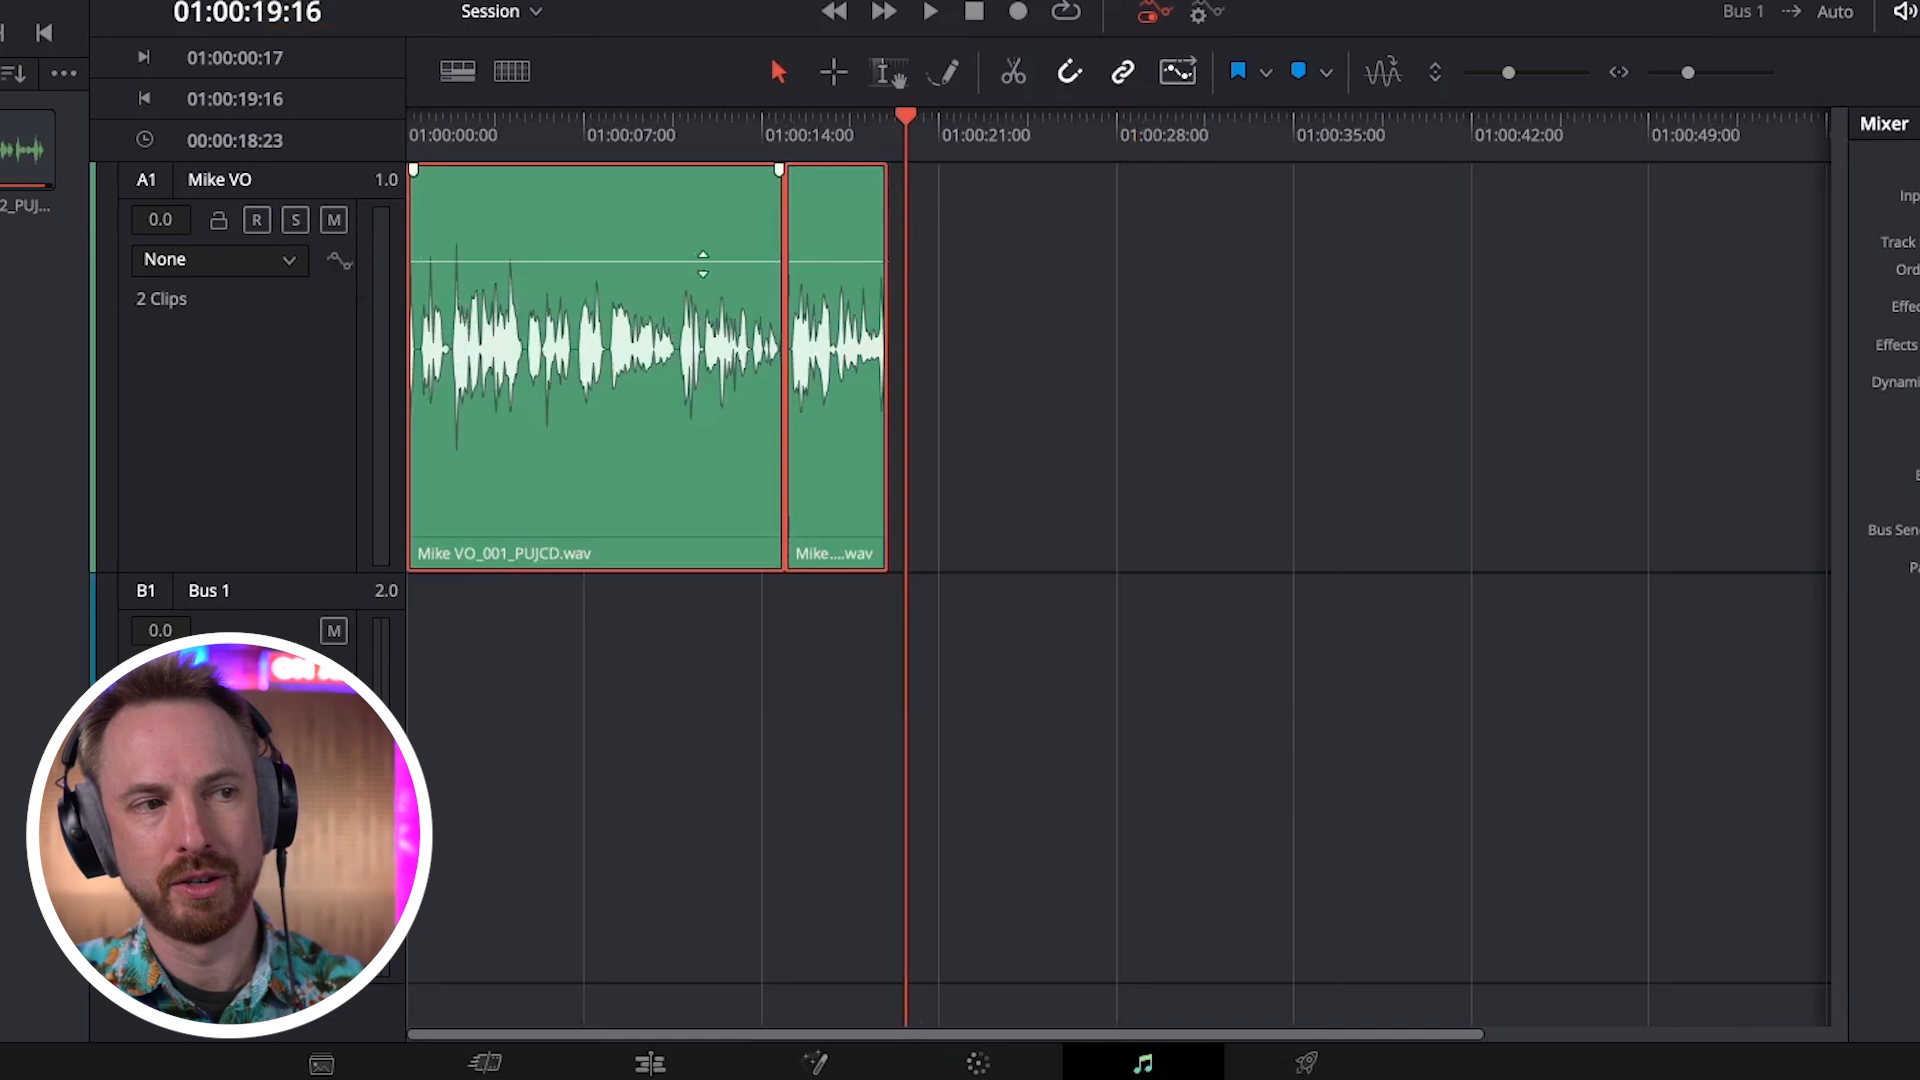 01:00:19:16
Session
Bus 1
Auto
01:00:00:17
01:00:19:16
00:00:18:23
01:00:00:00
01:00:07:00
01:00:14:00
01:00:21:00
01:00:28:00
01:00:35:00
01:00:42:00
01:00:49:00
Mixer
2_PUJ...
A1
Mike VO
1.0
0.0
R
S
M
None
2 Clips
Mike VO_001_PUJCD.wav
Mike....wav
Inp
Track
Ord
Effec
Effects
Dynami
E
Bus Sen
Pa
B1
Bus 1
2.0
0.0
M